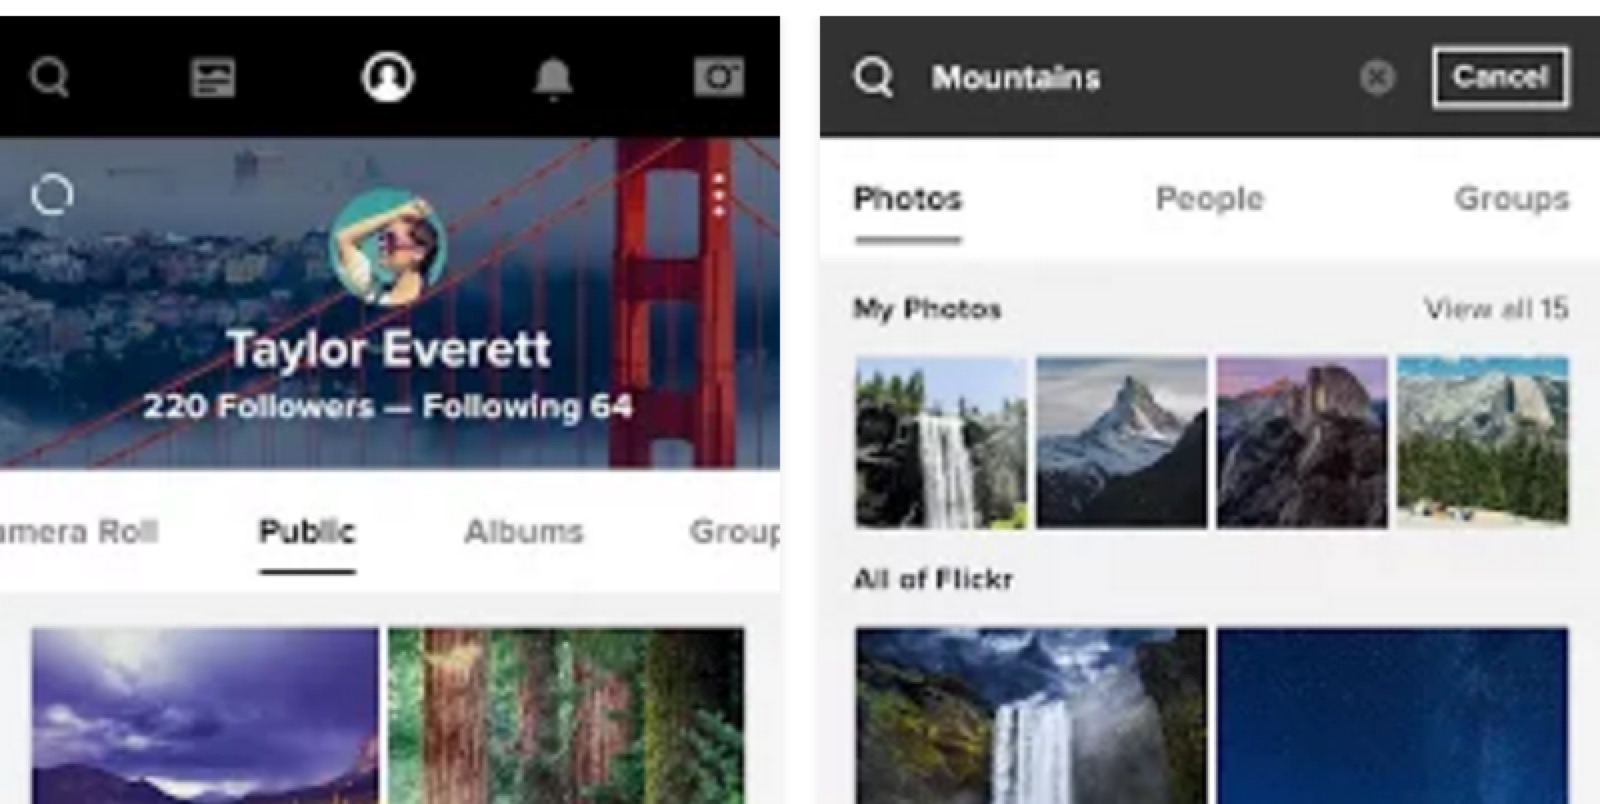 Taylor Everett
220 Followers — Following 64
amera Roll Public Albums Group
Mountains Cancel
Photos People Groups
My Photos View all 15
All of Flickr